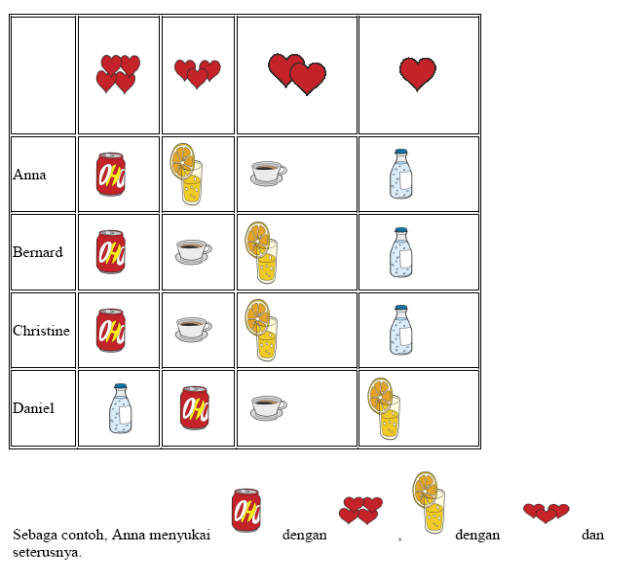 Anna
OHO
Bernard
OHO
Christine
OHO
Daniel
OHO
OHO
Sebaga contoh, Anna menyukai dengan , dengan dan
seterusnya.